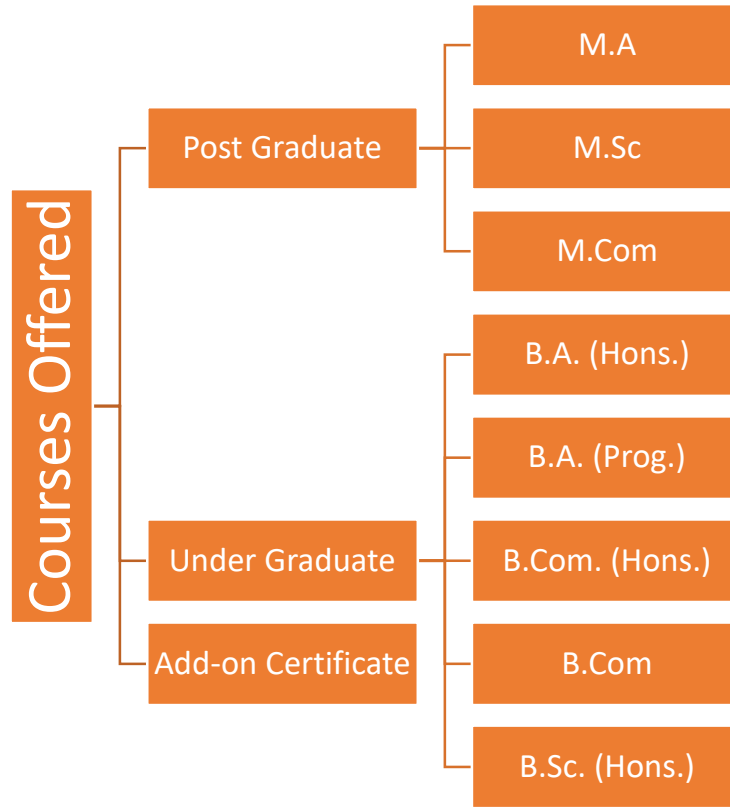 Courses Offered
Post Graduate
M.A
M.Sc
M.Com
Under Graduate
B.A. (Hons.)
B.A. (Prog.)
B.Com. (Hons.)
B.Com
B.Sc. (Hons.)
Add-on Certificate